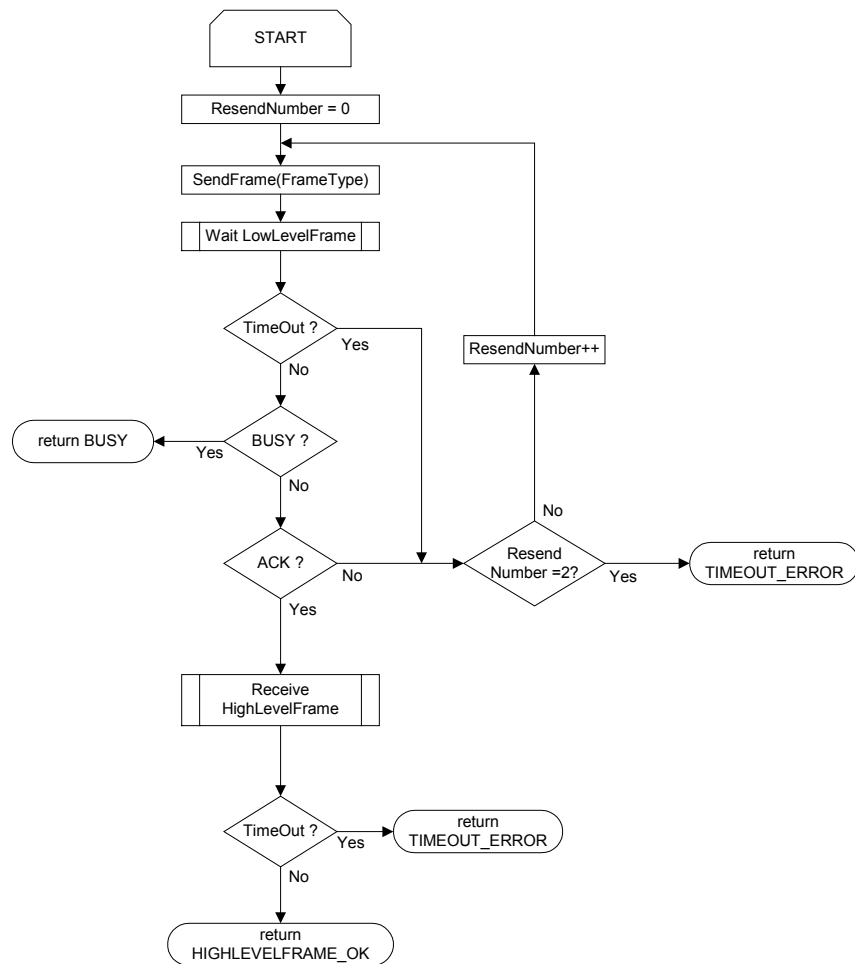 START
ResendNumber = 0
SendFrame(FrameType)
Wait LowLevelFrame
TimeOut ?
Yes
No
ResendNumber++
return BUSY
Yes
BUSY ?
No
No
ACK ?
No
Yes
Resend
Number =2?
Yes
return
TIMEOUT_ERROR
Receive
HighLevelFrame
TimeOut ?
Yes
No
return
TIMEOUT_ERROR
return
HIGHLEVELFRAME_OK